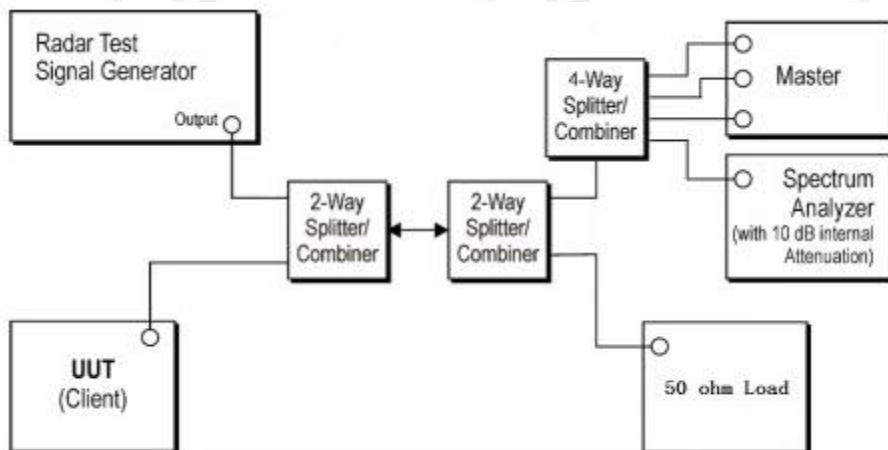 Radar Test
Signal Generator
Output
4-Way
Splitter/
Combiner
Master
2-Way
Splitter/
Combiner
2-Way
Splitter/
Combiner
Spectrum
Analyzer
(with 10 dB internal
Attenuation)
UUT
(Client)
50 ohm Load